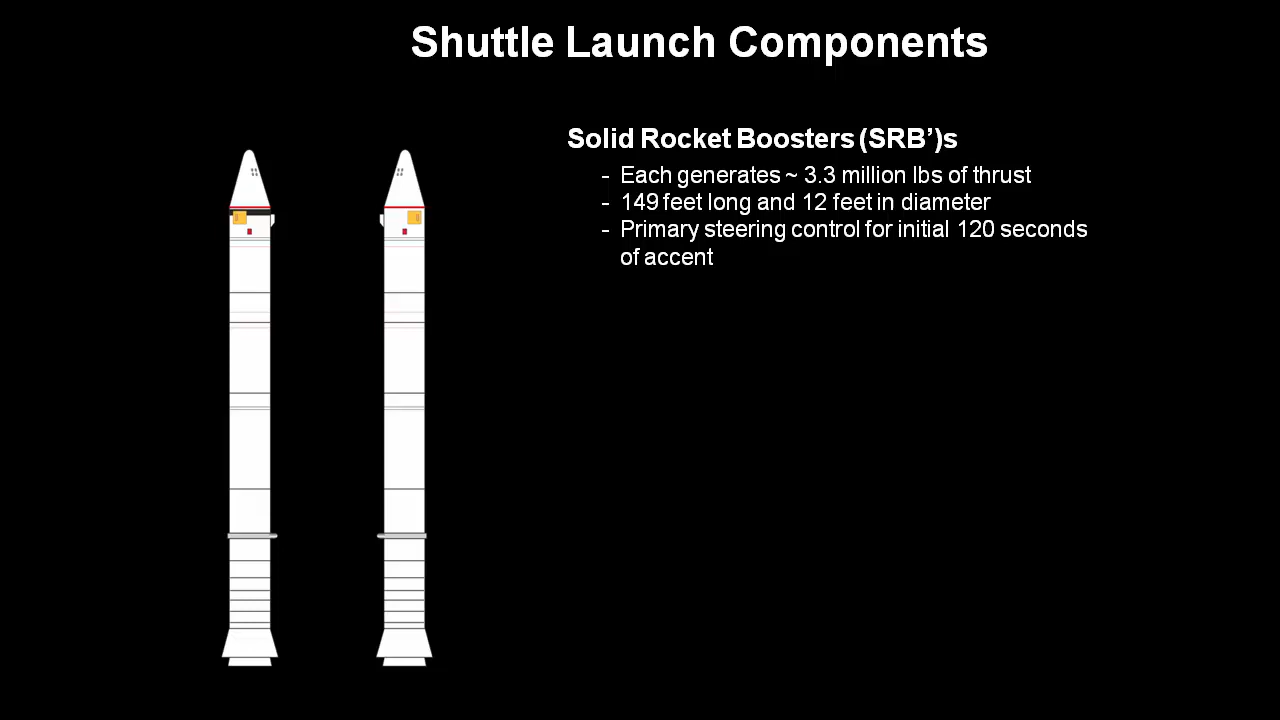 Shuttle Launch Components
Solid Rocket Boosters (SRB’)s
- Each generates ~ 3.3 million lbs of thrust
- 149 feet long and 12 feet in diameter
- Primary steering control for initial 120 seconds
of accent